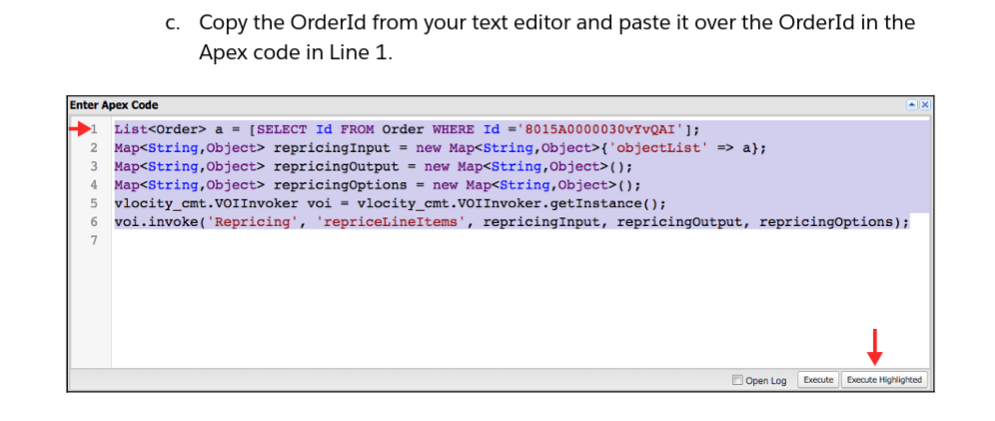 c. Copy the OrderId from your text editor and paste it over the OrderId in the
Apex code in Line 1.
Enter Apex Code
1 List<Order> a = [SELECT Id FROM Order WHERE Id ='8015A0000030vYvQAI'];
2 Map<String,Object> repricingInput = new Map<String,Object>{'objectList' => a};
3 Map<String,Object> repricingOutput = new Map<String,Object>();
4 Map<String,Object> repricingOptions = new Map<String,Object>();
5 vlocity_cmt.VOIInvoker voi = vlocity_cmt.VOIInvoker.getInstance();
6 voi.invoke('Repricing', 'repriceLineItems', repricingInput, repricingOutput, repricingOptions);
7
Open Log Execute Execute Highlighted